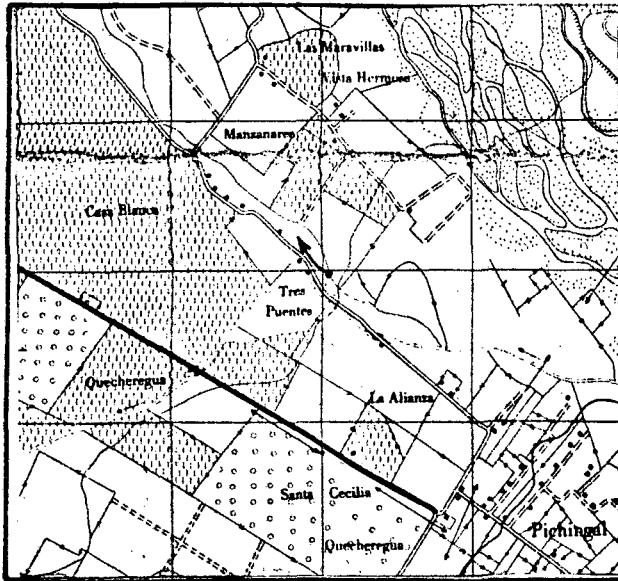 Las Maravillas
Vista Hermosa
Manzanares
Casa Blanca
Tres
Puentes
Quecheregua
La Alianza
Santa Cecilia
Quecheregua
Pichingal